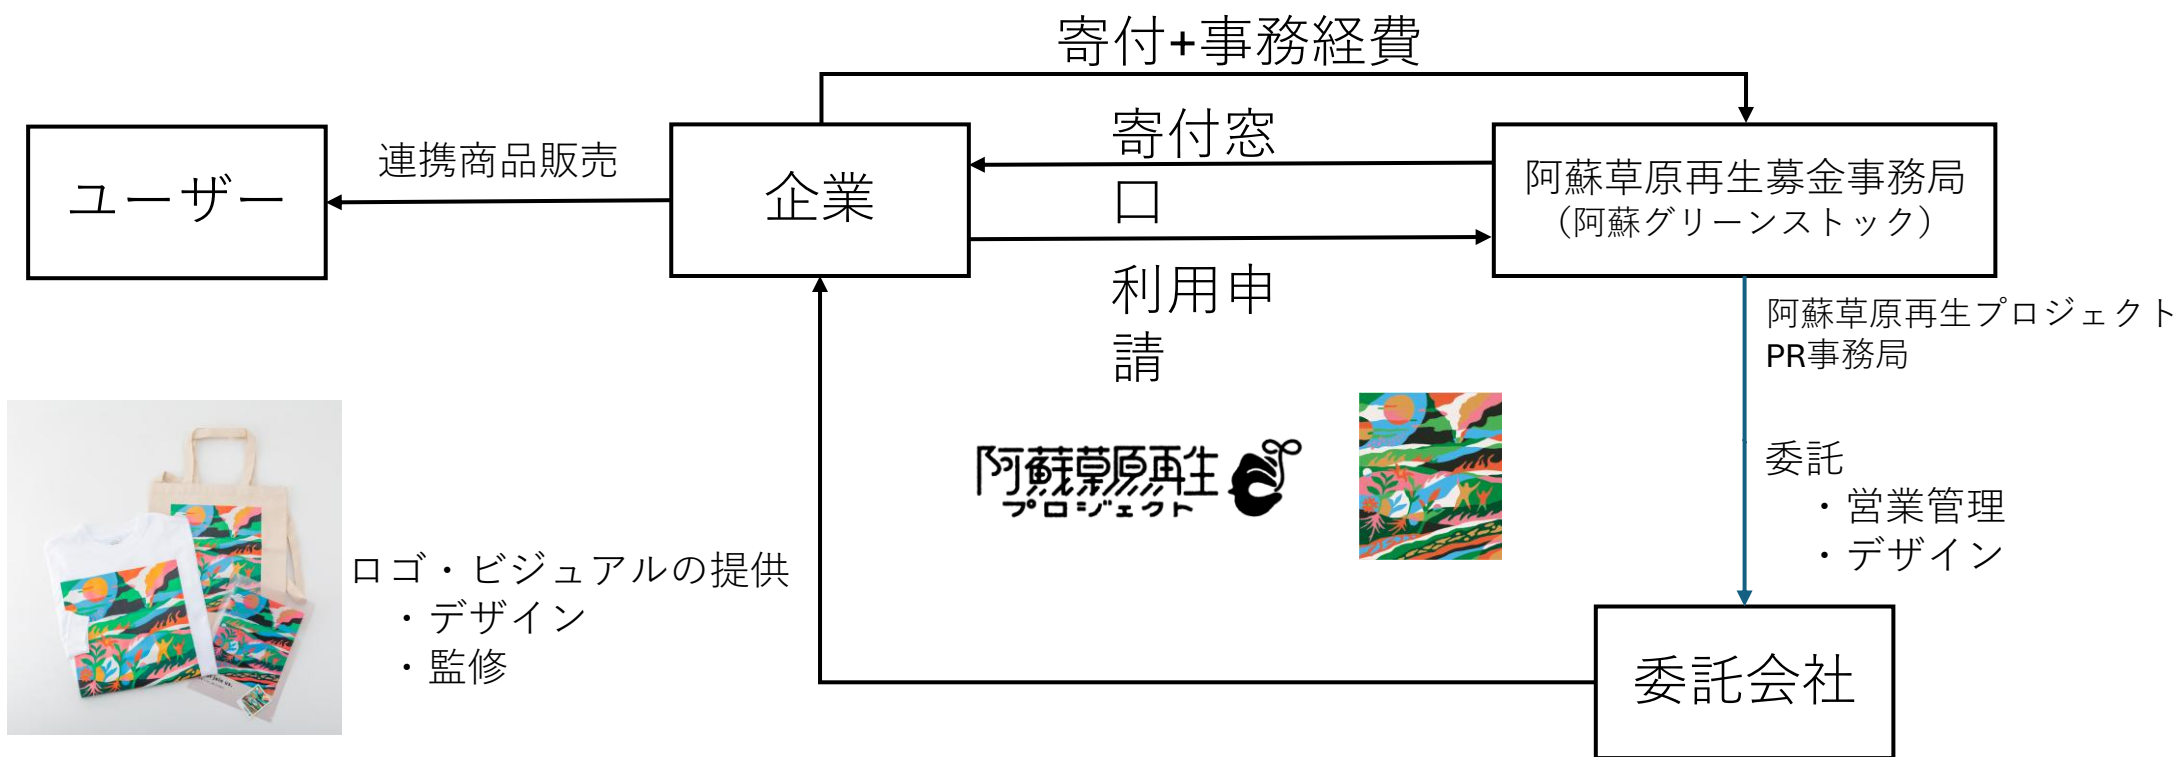 寄付+事務経費
ユーザー
連携商品販売
企業
寄付窓
口
利用申
請
阿蘇草原再生募金事務局
（阿蘇グリーンストック）
阿蘇草原再生プロジェクト
PR事務局
委託
・営業管理
・デザイン
阿蘇草原再生
プロジェクト
ロゴ・ビジュアルの提供
・デザイン
・監修
委託会社